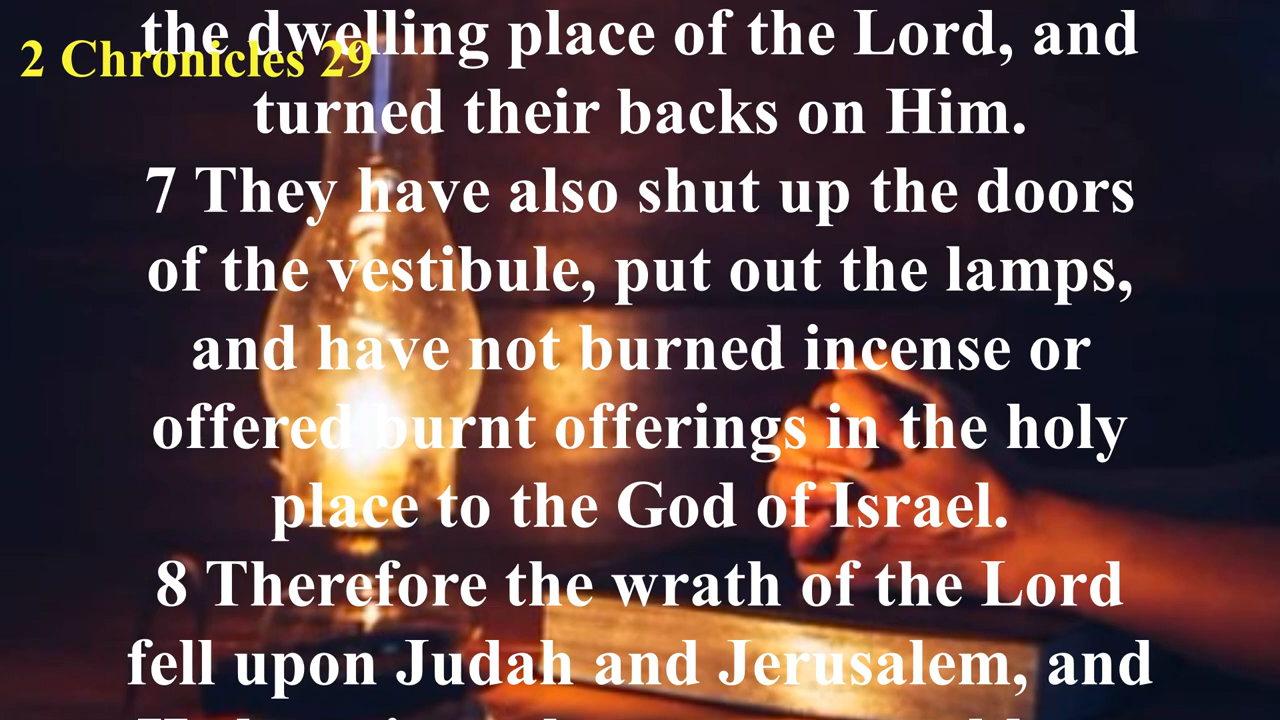 2 Chronicles 29
the dwelling place of the Lord, and
turned their backs on Him.
7 They have also shut up the doors
of the vestibule, put out the lamps,
and have not burned incense or
offered burnt offerings in the holy
place to the God of Israel.
8 Therefore the wrath of the Lord
fell upon Judah and Jerusalem, and